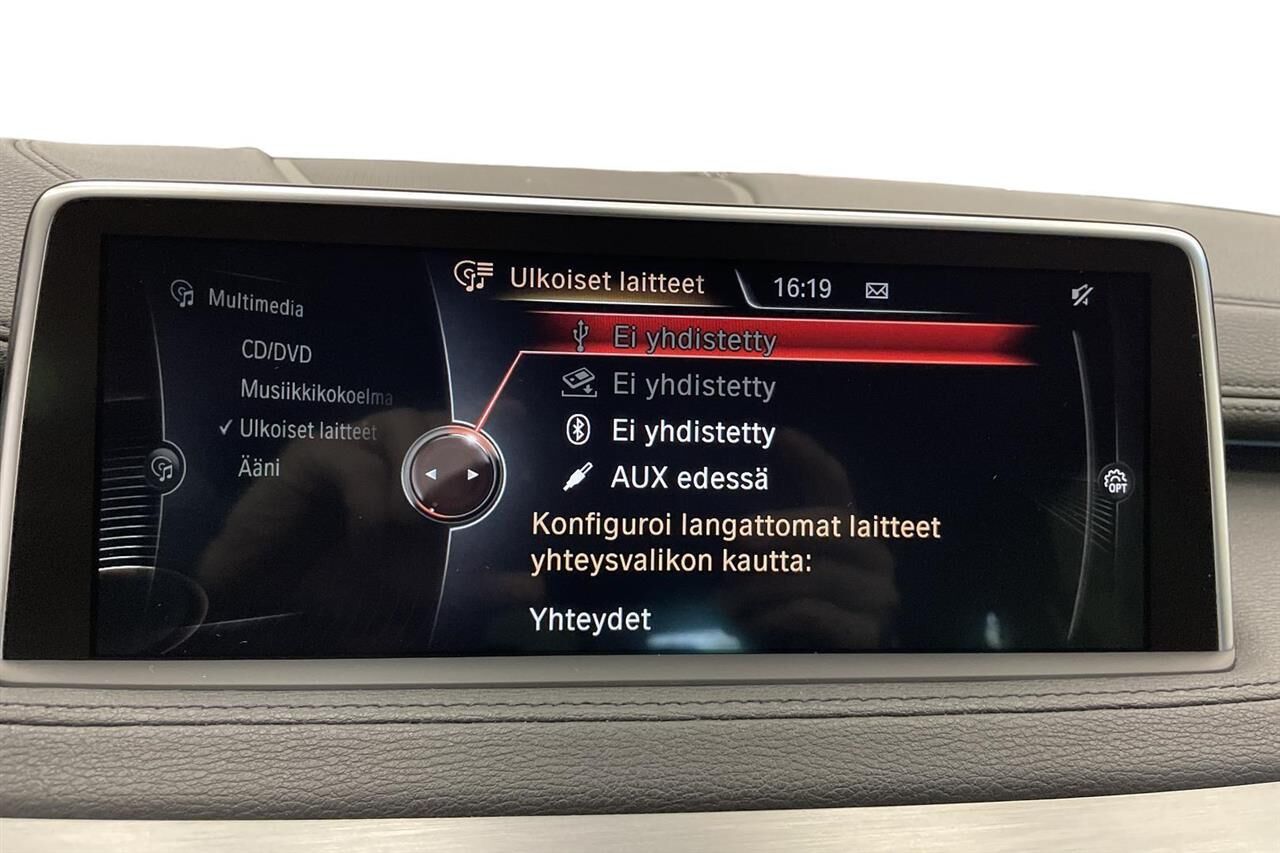 Multimedia
CD/DVD
Musiikkikokoelma
✓ Ulkoiset laitteet
Ääni
Ulkoiset laitteet
16:19
Ei yhdistetty
Ei yhdistetty
Ei yhdistetty
AUX edessä
Konfiguroi langattomat laitteet
yhteysvalikon kautta:
Yhteydet
OPT